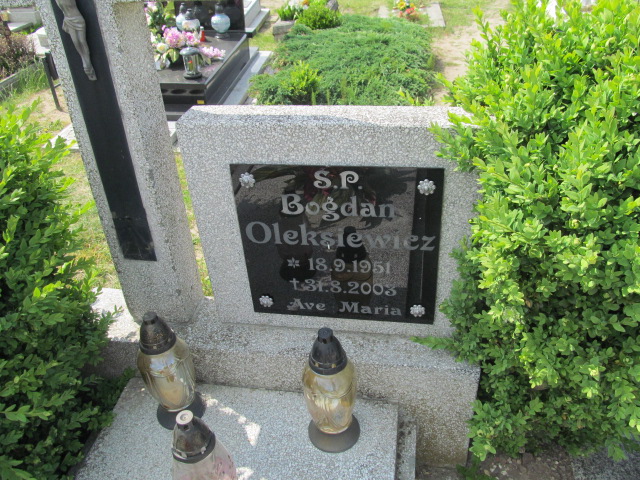 Ś.P.
Bogdan
Oleksiewicz
* 18.9.1951
† 31.8.2003
Ave Maria